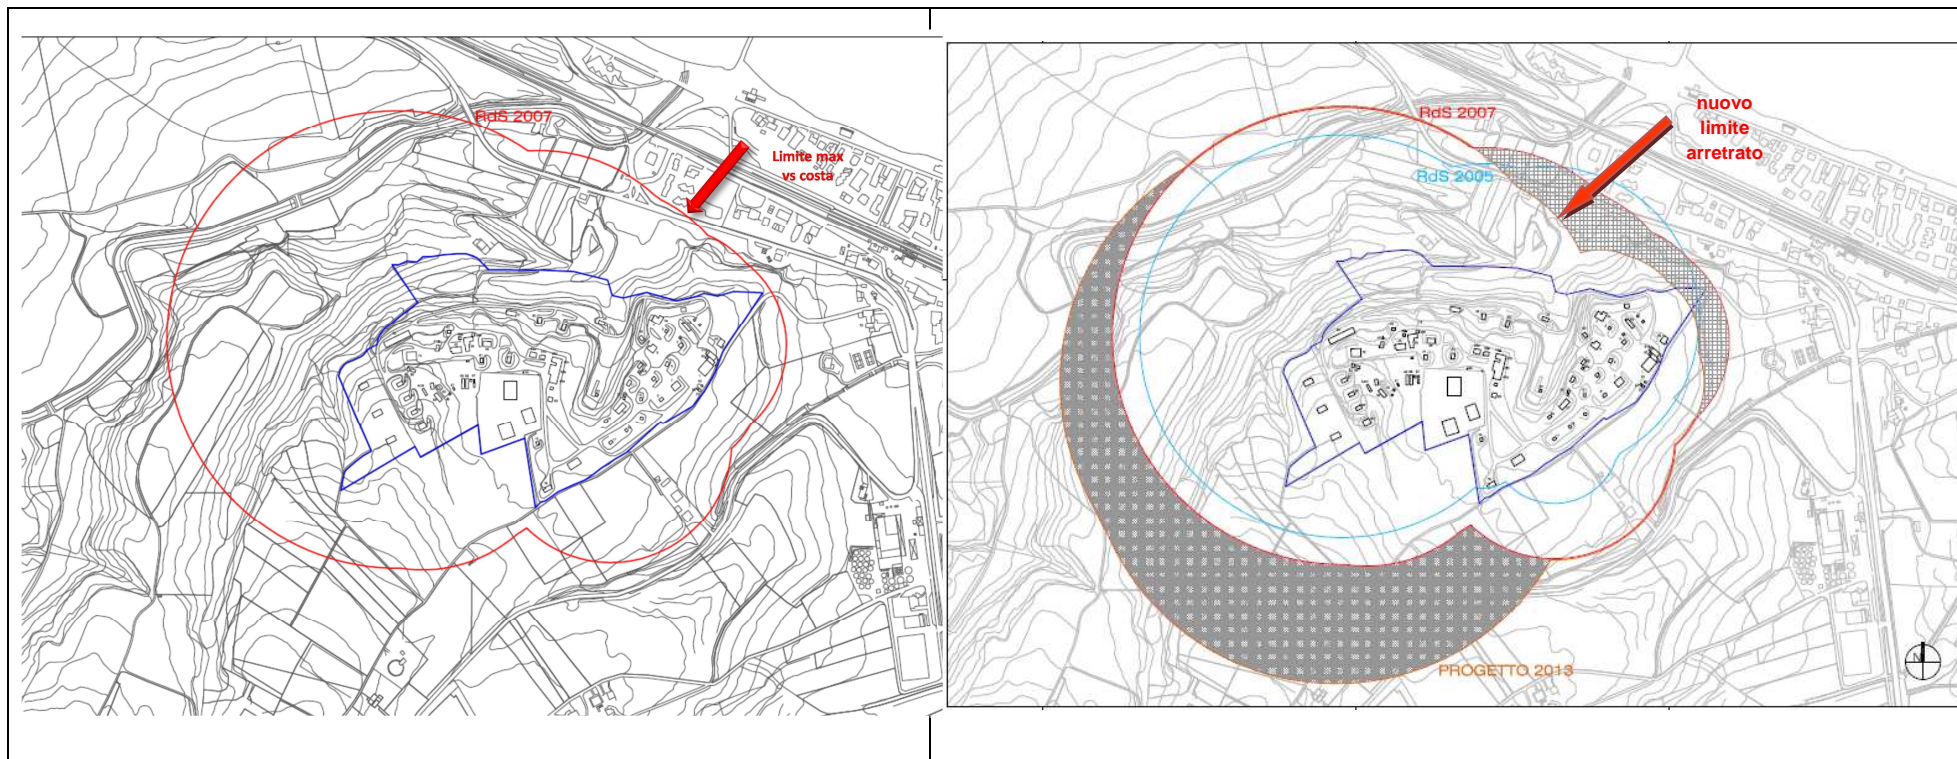 RdS 2007
Limite max
vs costa
RdS 2007
nuovo
limite
arretrato
RdS 2005
PROGETTO 2013
N